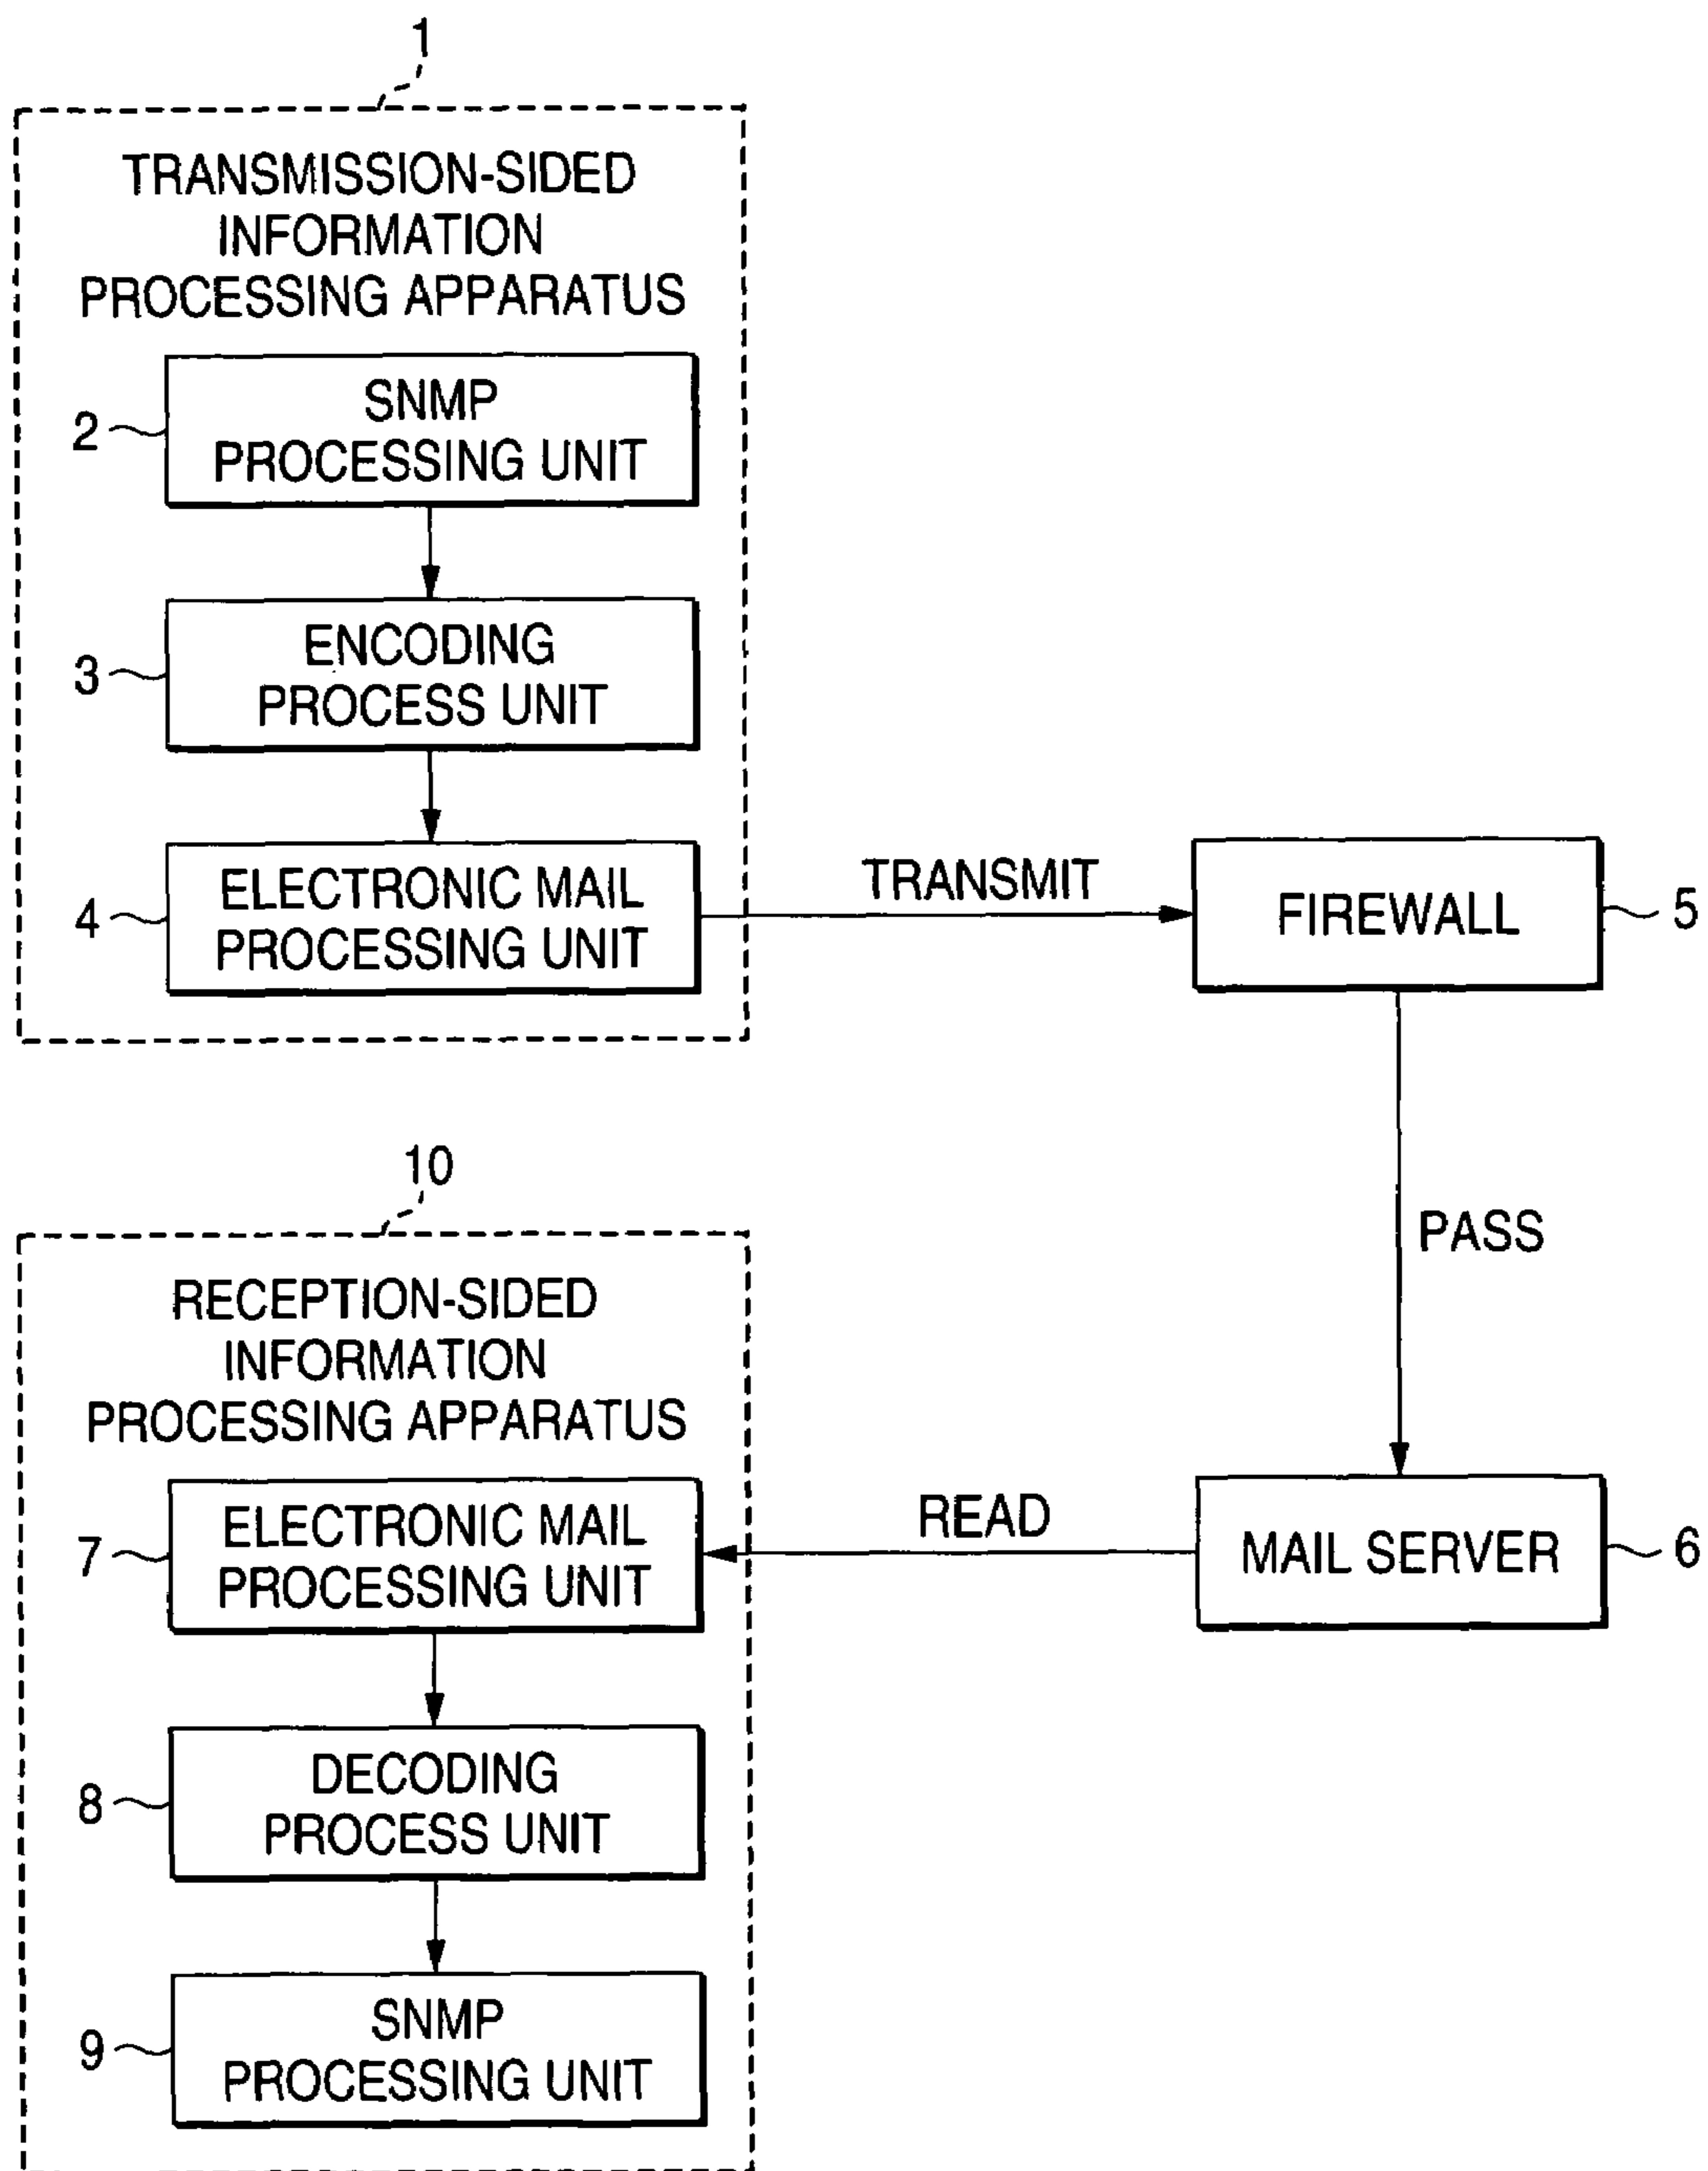 1
TRANSMISSION-SIDED
INFORMATION
PROCESSING APPARATUS
2
SNMP
PROCESSING UNIT
3
ENCODING
PROCESS UNIT
4
ELECTRONIC MAIL
PROCESSING UNIT
TRANSMIT
FIREWALL
5
PASS
10
RECEPTION-SIDED
INFORMATION
PROCESSING APPARATUS
7
ELECTRONIC MAIL
PROCESSING UNIT
READ
MAIL SERVER
6
8
DECODING
PROCESS UNIT
9
SNMP
PROCESSING UNIT